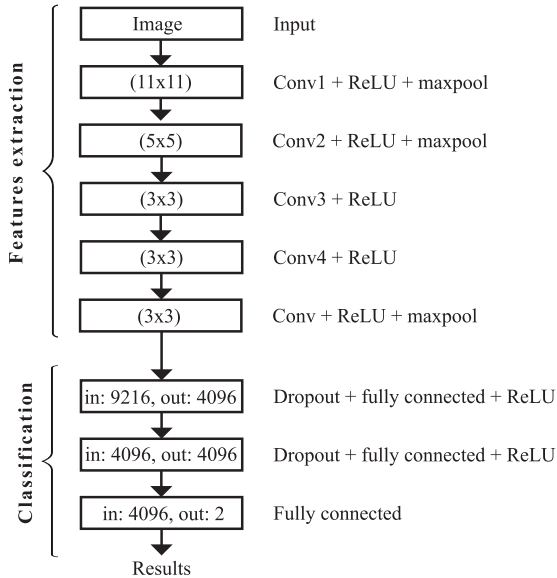 Features extraction
Image Input
(11x11) Conv1 + ReLU + maxpool
(5x5) Conv2 + ReLU + maxpool
(3x3) Conv3 + ReLU
(3x3) Conv4 + ReLU
(3x3) Conv + ReLU + maxpool
Classification
in: 9216, out: 4096 Dropout + fully connected + ReLU
in: 4096, out: 4096 Dropout + fully connected + ReLU
in: 4096, out: 2 Fully connected
Results